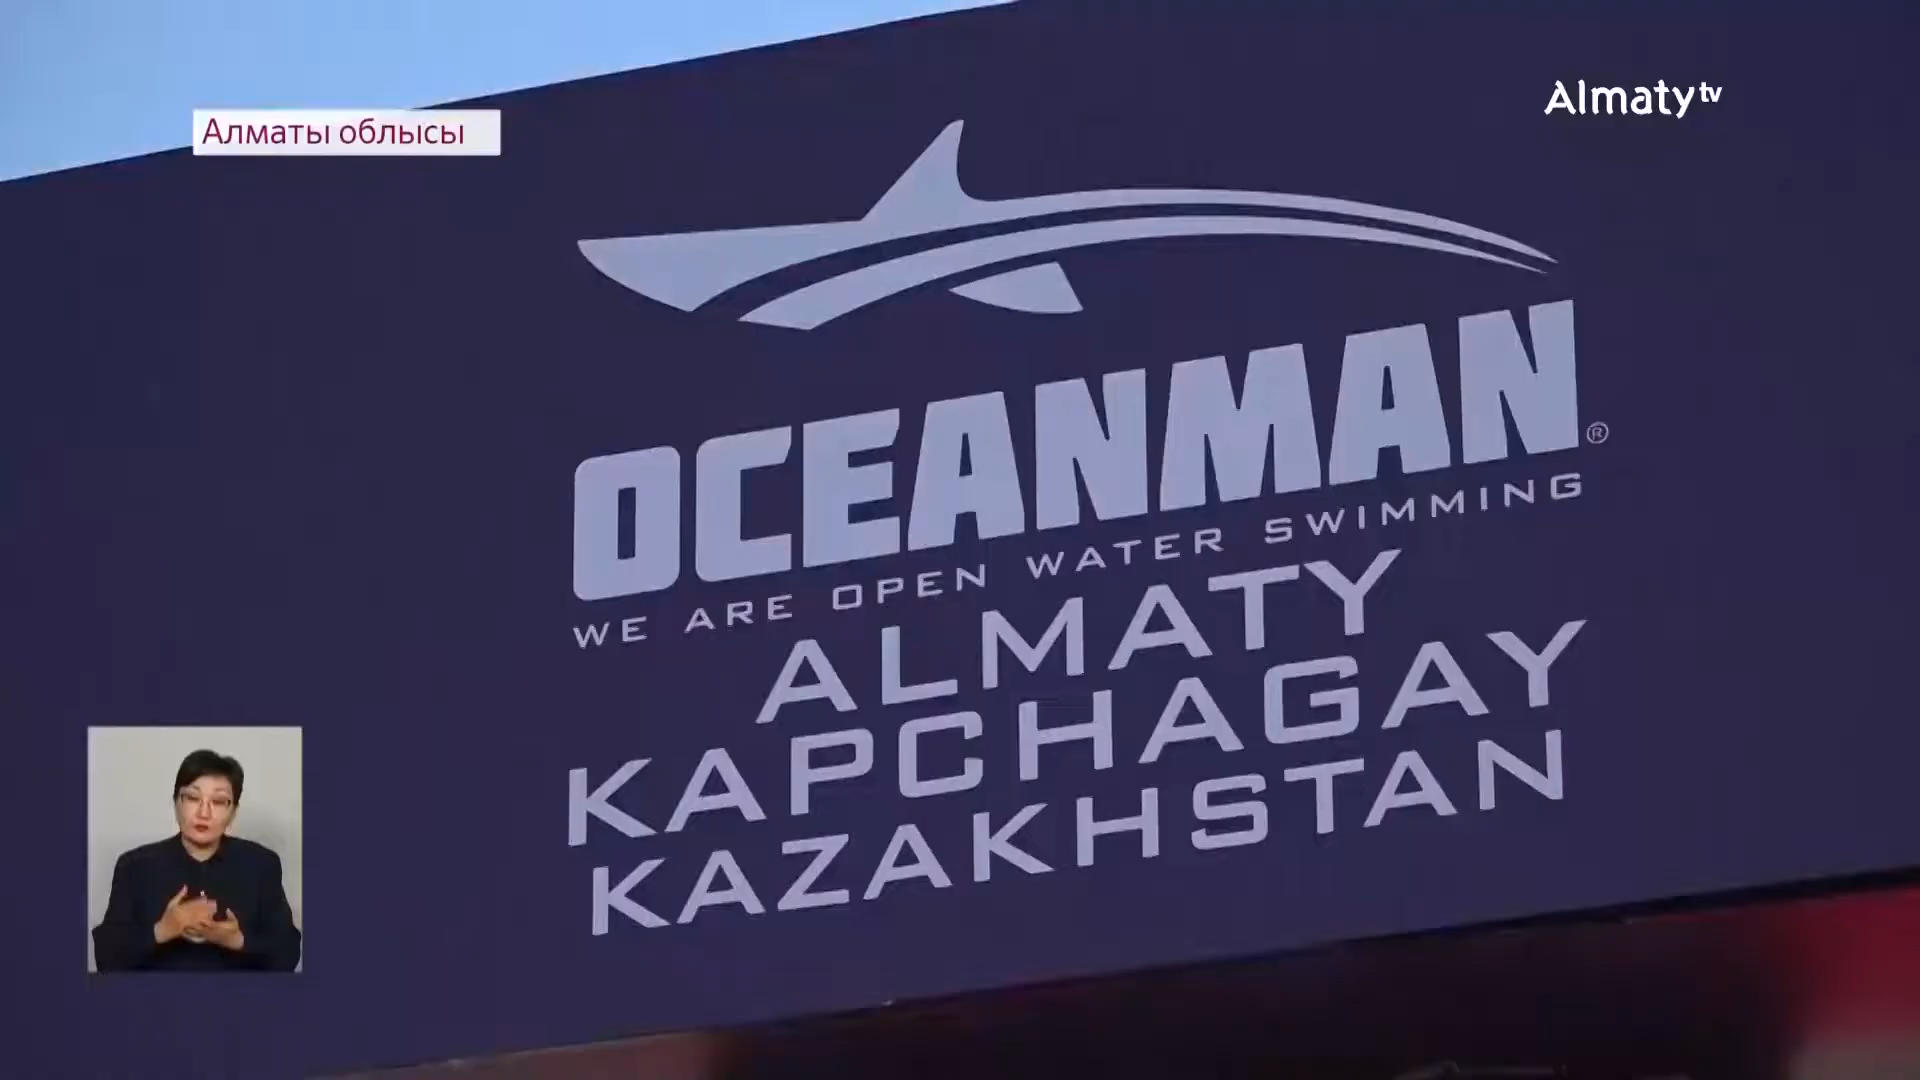 Алматы облысы
Almaty tv
OCEANMAN®
WE ARE OPEN WATER SWIMMING
ALMATY
KAPCHAGAY
KAZAKHSTAN